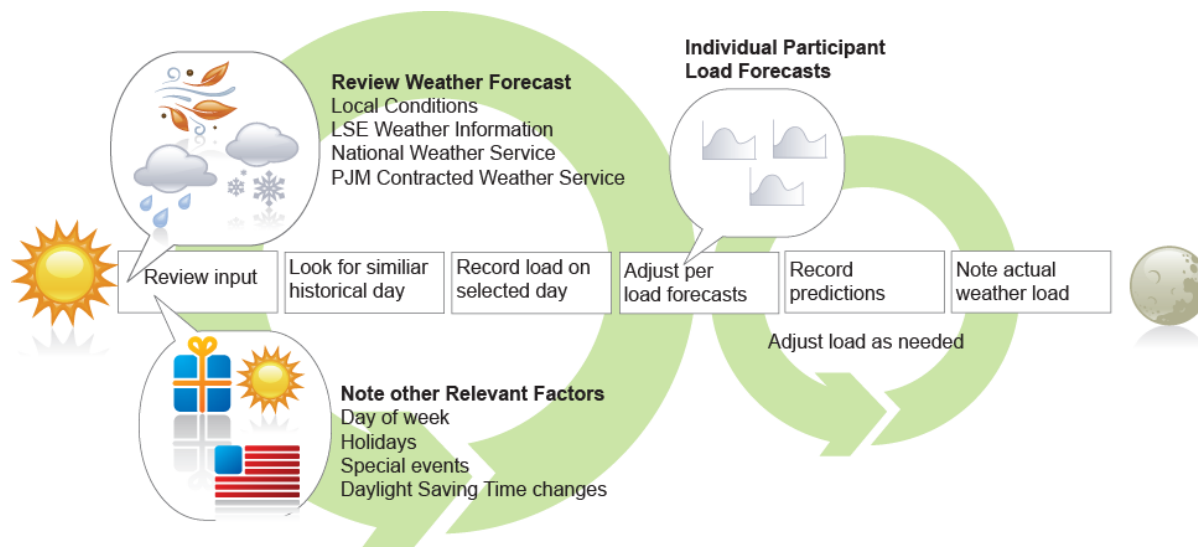 Individual Participant
Load Forecasts
Review Weather Forecast
Local Conditions
LSE Weather Information
National Weather Service
PJM Contracted Weather Service
Review input
Look for similiar
historical day
Record load on
selected day
Adjust per
load forecasts
Record
predictions
Note actual
weather load
Adjust load as needed
Note other Relevant Factors
Day of week
Holidays
Special events
Daylight Saving Time changes